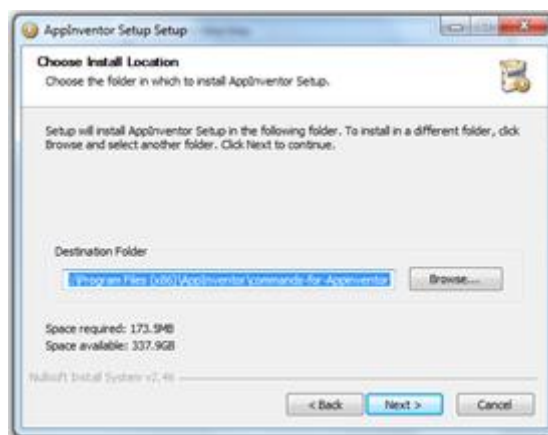 AppInventor Setup Setup
Choose Install Location
Choose the folder in which to install AppInventor Setup.
Setup will install AppInventor Setup in the following folder. To install in a different folder, click
Browse and select another folder. Click Next to continue.
Destination Folder
:\Program Files (x86)\AppInventor\commands-for-Appinventor
Browse...
Space required: 173.5MB
Space available: 337.9GB
Nullsoft Install System v2.46
< Back
Next >
Cancel